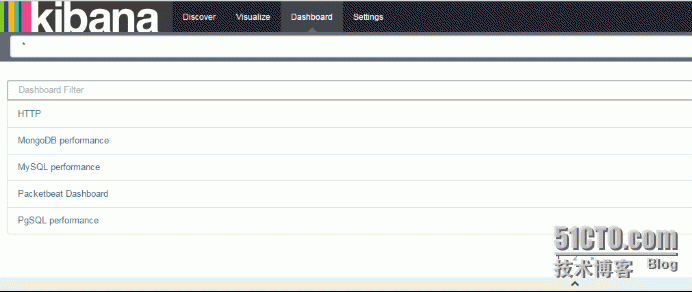 kibana Discover Visualize Dashboard Settings
*
Dashboard Filter
HTTP
MongoDB performance
MySQL performance
Packetbeat Dashboard
PgSQL performance
51CTO.com
技术博客 Blog